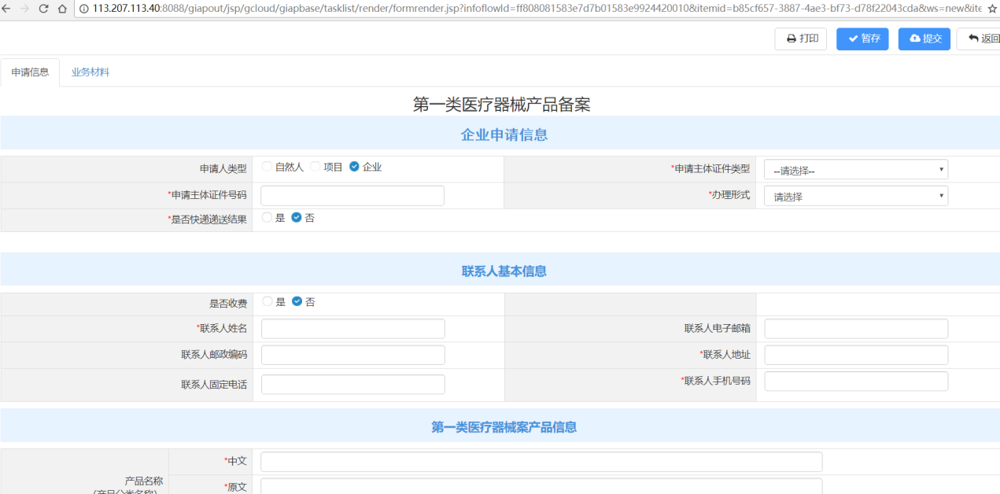 113.207.113.40:8088/giapout/jsp/gcloud/giapbase/tasklist/render/formrender.jsp?infoflowId=ff808081583e7d7b01583e9924420010&itemid=b85cf657-3887-4ae3-bf73-d78f22043cda&ws=new&ite
打印 暂存 提交 返回
申请信息 业务材料
第一类医疗器械产品备案
企业申请信息
申请人类型 自然人 项目 企业 *申请主体证件类型 --请选择--
*申请主体证件号码 *办理形式 请选择
*是否快递递送结果 是 否
联系人基本信息
是否收费 是 否
*联系人姓名 联系人电子邮箱
联系人邮政编码 *联系人地址
联系人固定电话 *联系人手机号码
第一类医疗器械案产品信息
*中文
产品名称
*原文
(产品分类名称)